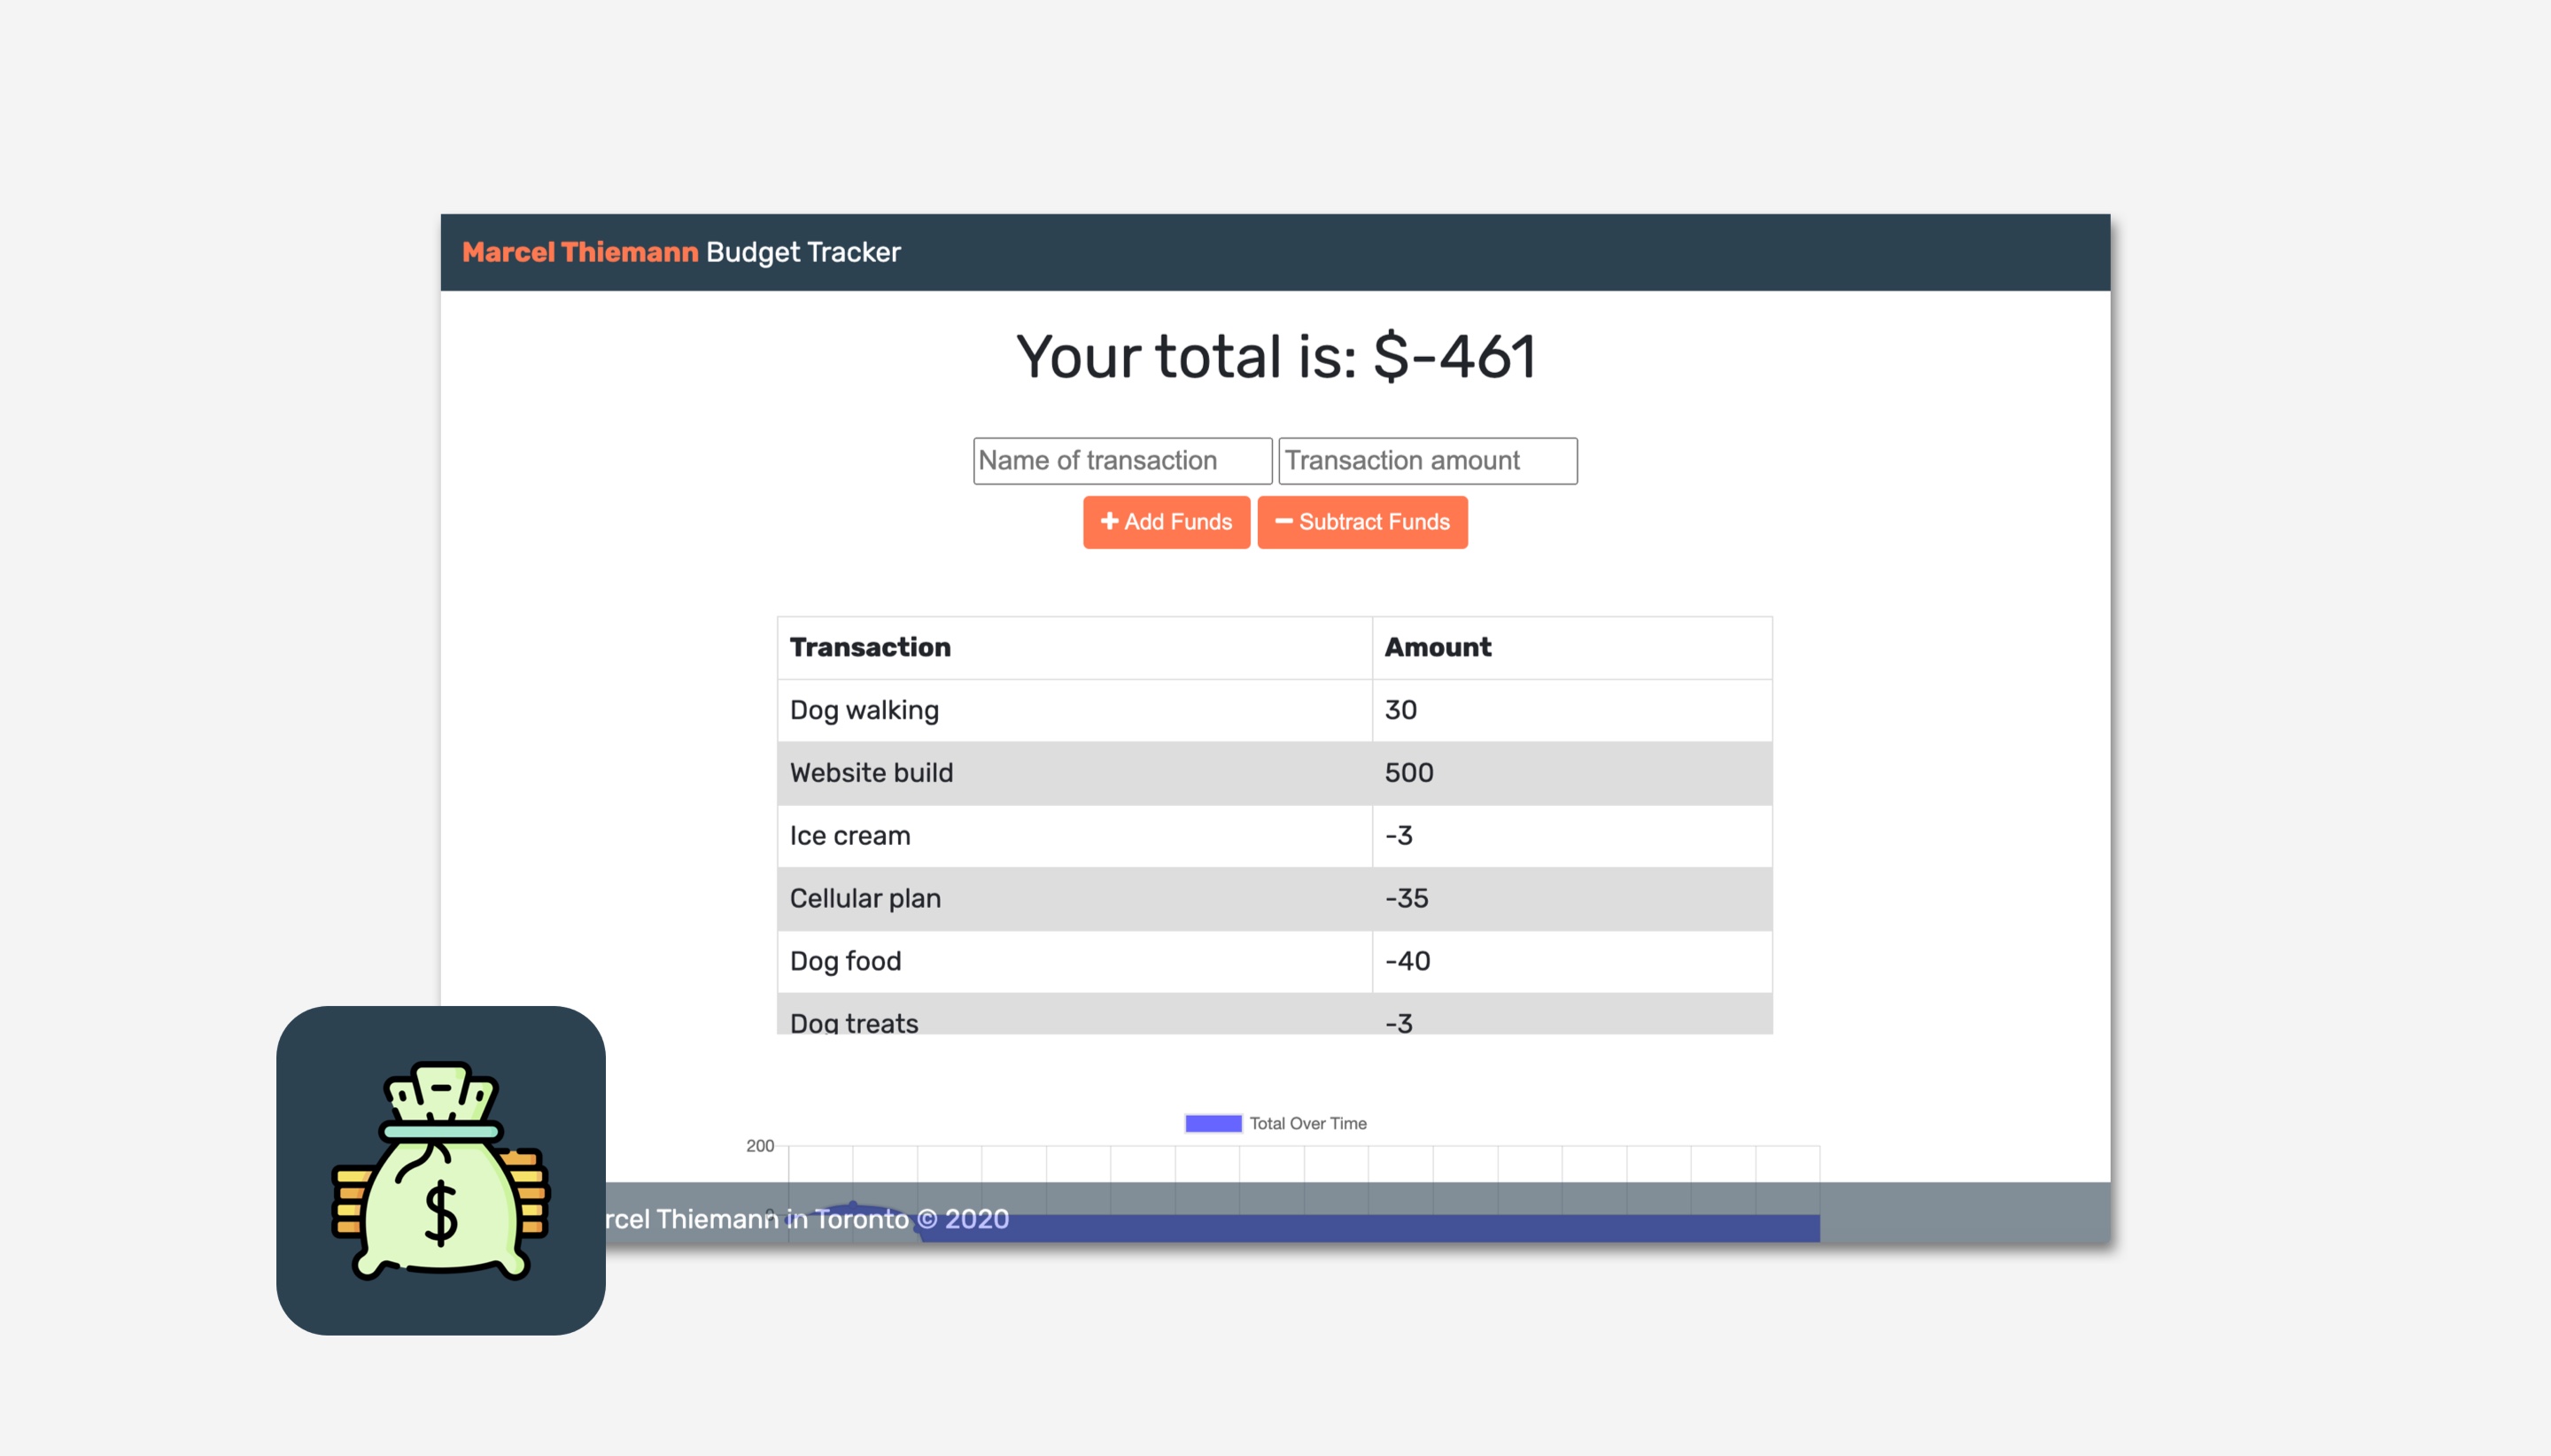 Marcel Thiemann Budget Tracker
Your total is: $-461
Name of transaction Transaction amount
Add Funds Subtract Funds
Transaction Amount
Dog walking 30
Website build 500
Ice cream -3
Cellular plan -35
Dog food -40
Dog treats -3
Total Over Time
200
0
rcel Thiemann in Toronto © 2020
$